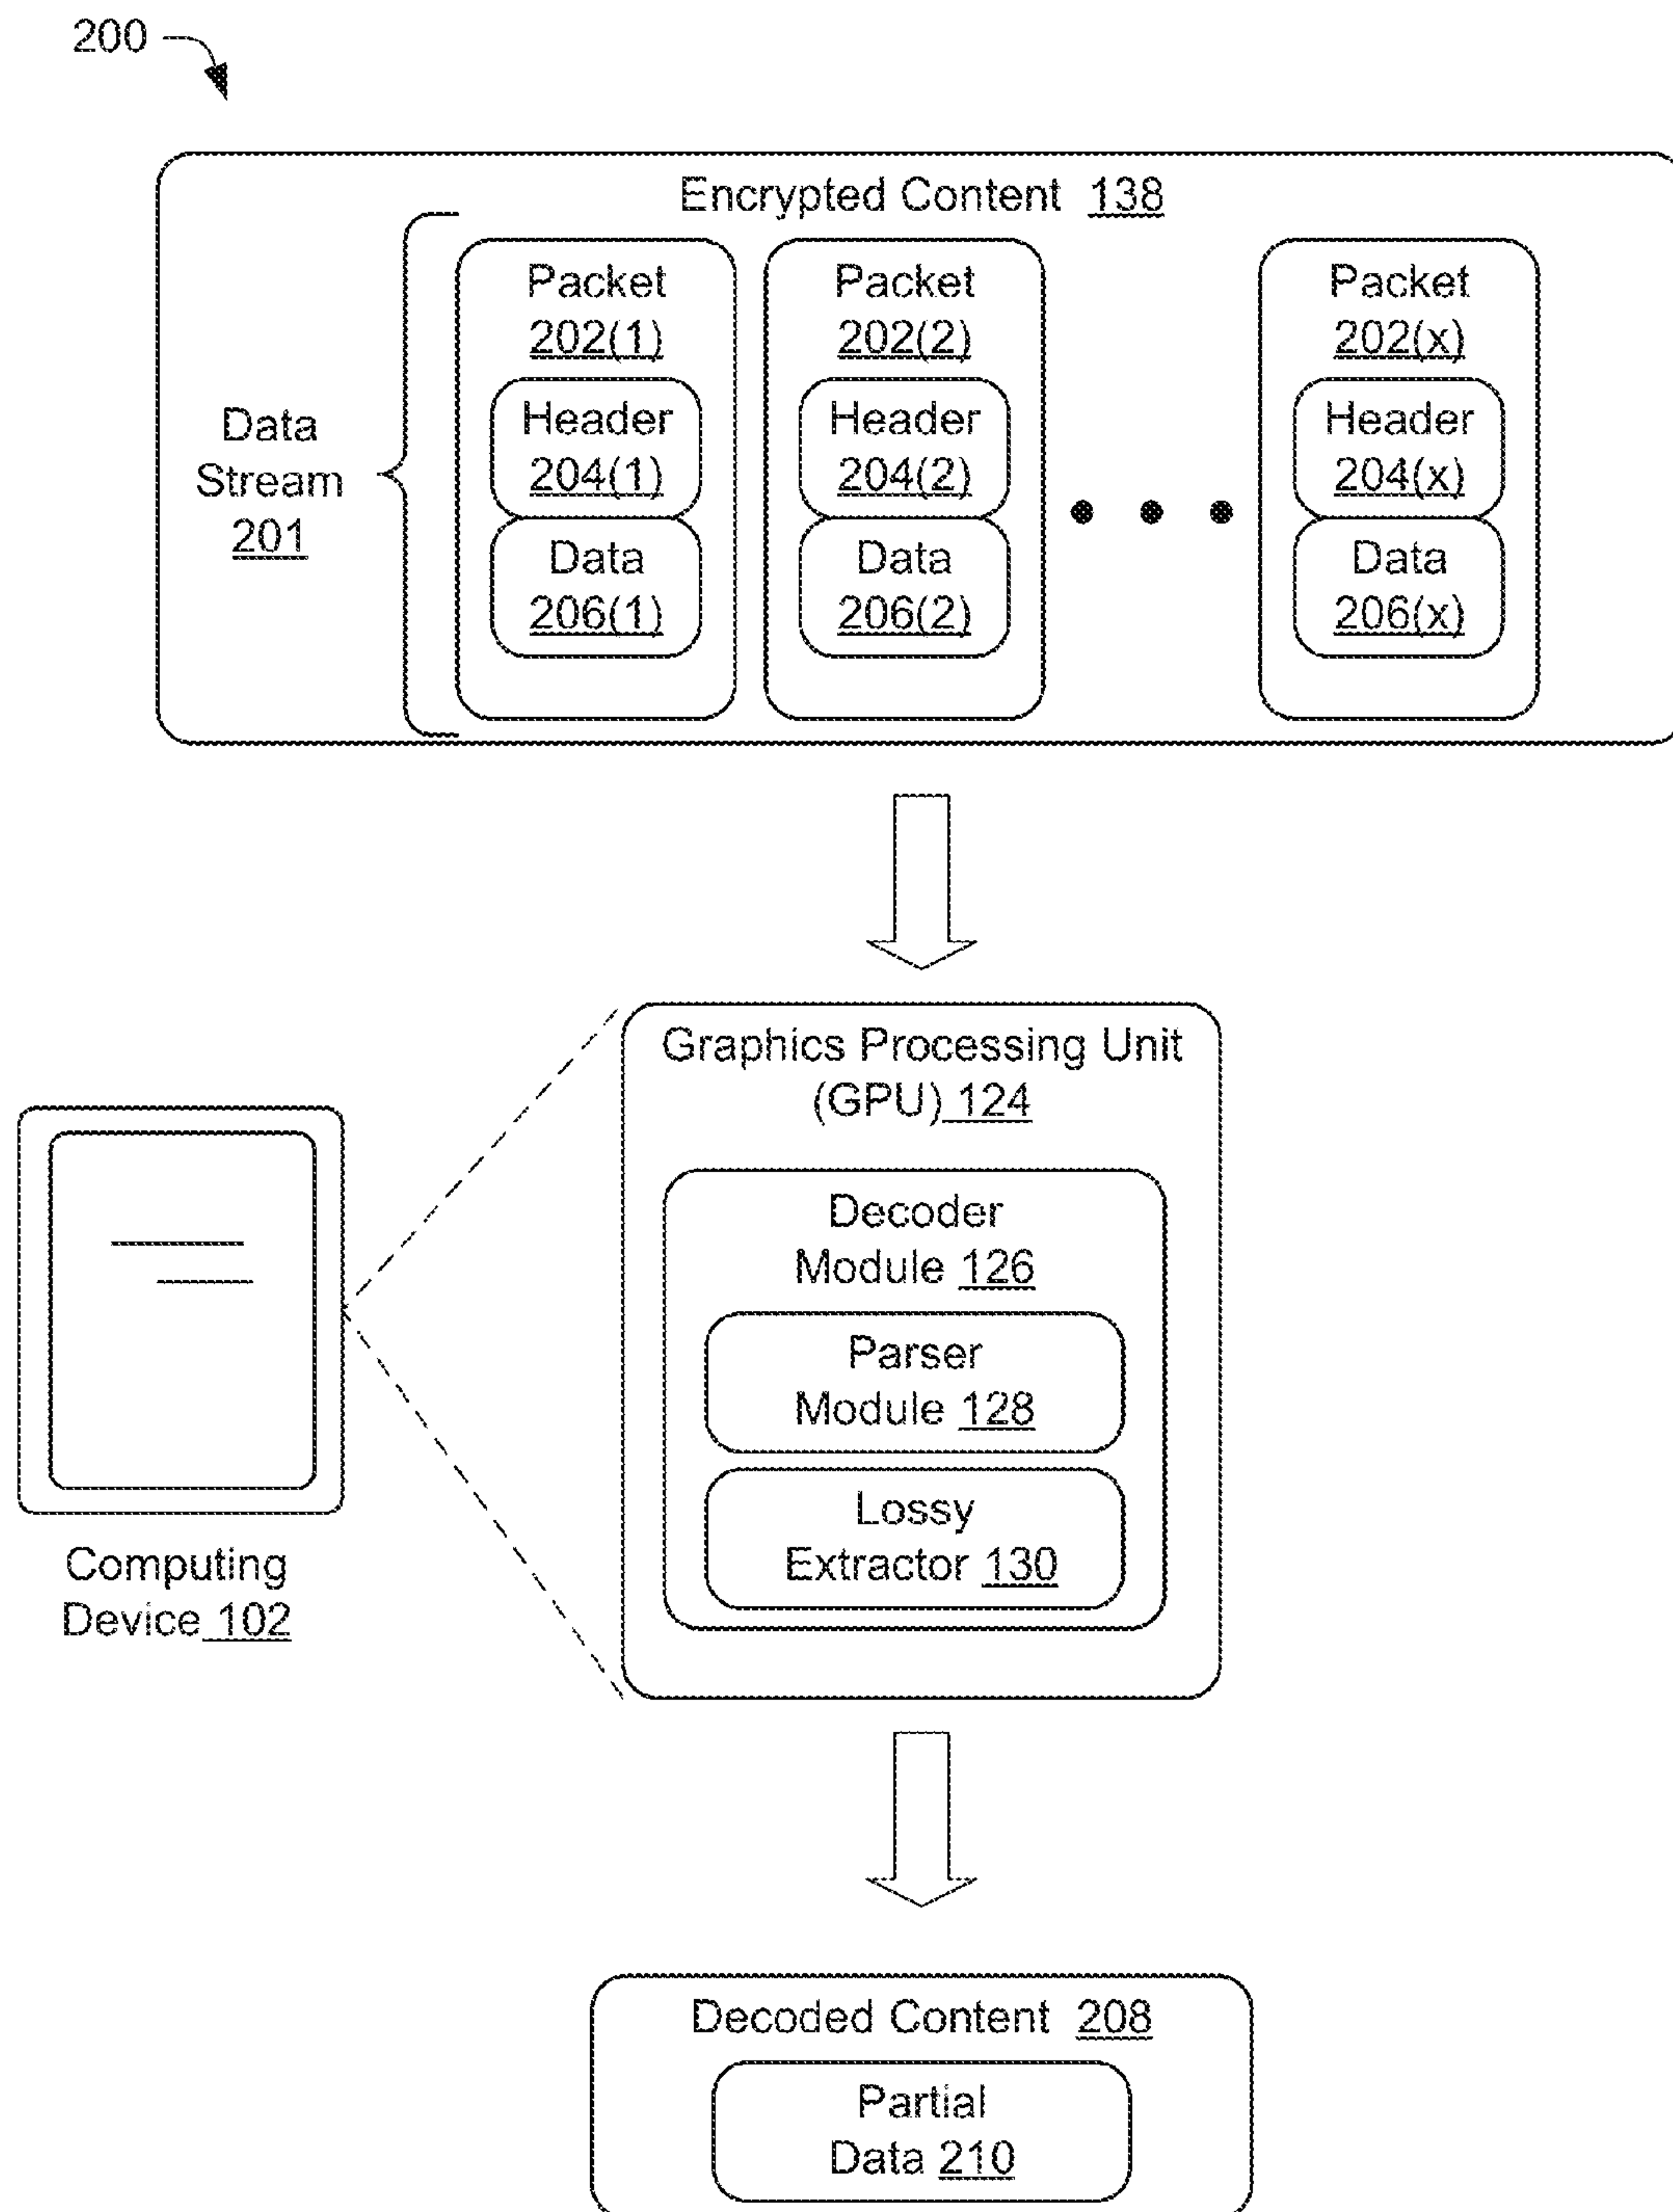 200
Encrypted Content 138
Data
Stream
201
Packet
202(1)
Header
204(1)
Data
206(1)
Packet
202(2)
Header
204(2)
Data
206(2)
Packet
202(x)
Header
204(x)
Data
206(x)
Graphics Processing Unit
(GPU) 124
Decoder
Module 126
Parser
Module 128
Lossy
Extractor 130
Computing
Device 102
Decoded Content 208
Partial
Data 210